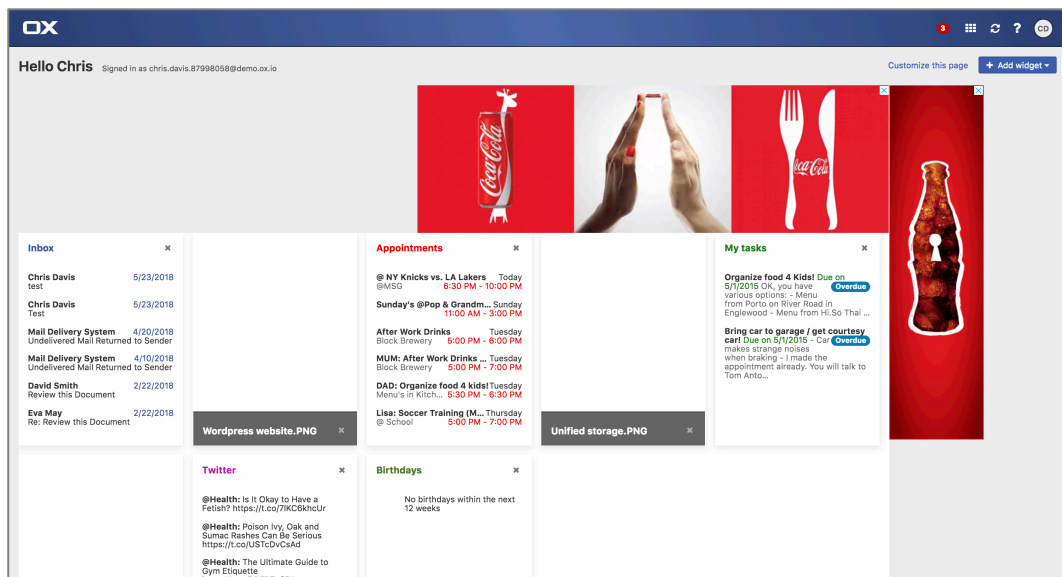 OX
3
CD
Hello Chris Signed in as chris.davis.87998058@demo.ox.io
Customize this page
+ Add widget
Coca-Cola
Coca-Cola
Inbox
Chris Davis 5/23/2018
test
Chris Davis 5/23/2018
Test
Mail Delivery System 4/20/2018
Undelivered Mail Returned to Sender
Mail Delivery System 4/10/2018
Undelivered Mail Returned to Sender
David Smith 2/22/2018
Review this Document
Eva May 2/22/2018
Re: Review this Document
Wordpress website.PNG
Appointments
@ NY Knicks vs. LA Lakers Today
@MSG 6:30 PM - 10:00 PM
Sunday's @Pop & Grandm... Sunday
11:00 AM - 3:00 PM
After Work Drinks Tuesday
Block Brewery 5:00 PM - 6:00 PM
MUM: After Work Drinks ... Tuesday
Block Brewery 5:00 PM - 7:00 PM
DAD: Organize food 4 kids! Tuesday
Menu's in Kitch... 5:30 PM - 6:30 PM
Lisa: Soccer Training (M... Thursday
@ School 5:00 PM - 7:00 PM
Unified storage.PNG
My tasks
Organize food 4 Kids! Due on
5/1/2015 OK, you have Overdue
various options: - Menu
from Porto on River Road in
Englewood - Menu from Hi.So Thai ...
Bring car to garage / get courtesy
car! Due on 5/1/2015 - Car Overdue
makes strange noises
when braking - I made the
appointment already. You will talk to
Tom Anto...
Twitter
@Health: Is It Okay to Have a
Fetish? https://t.co/7lKC6khcUr
@Health: Poison Ivy, Oak and
Sumac Rashes Can Be Serious
https://t.co/USTcDvCsAd
@Health: The Ultimate Guide to
Gym Etiquette
Birthdays
No birthdays within the next
12 weeks